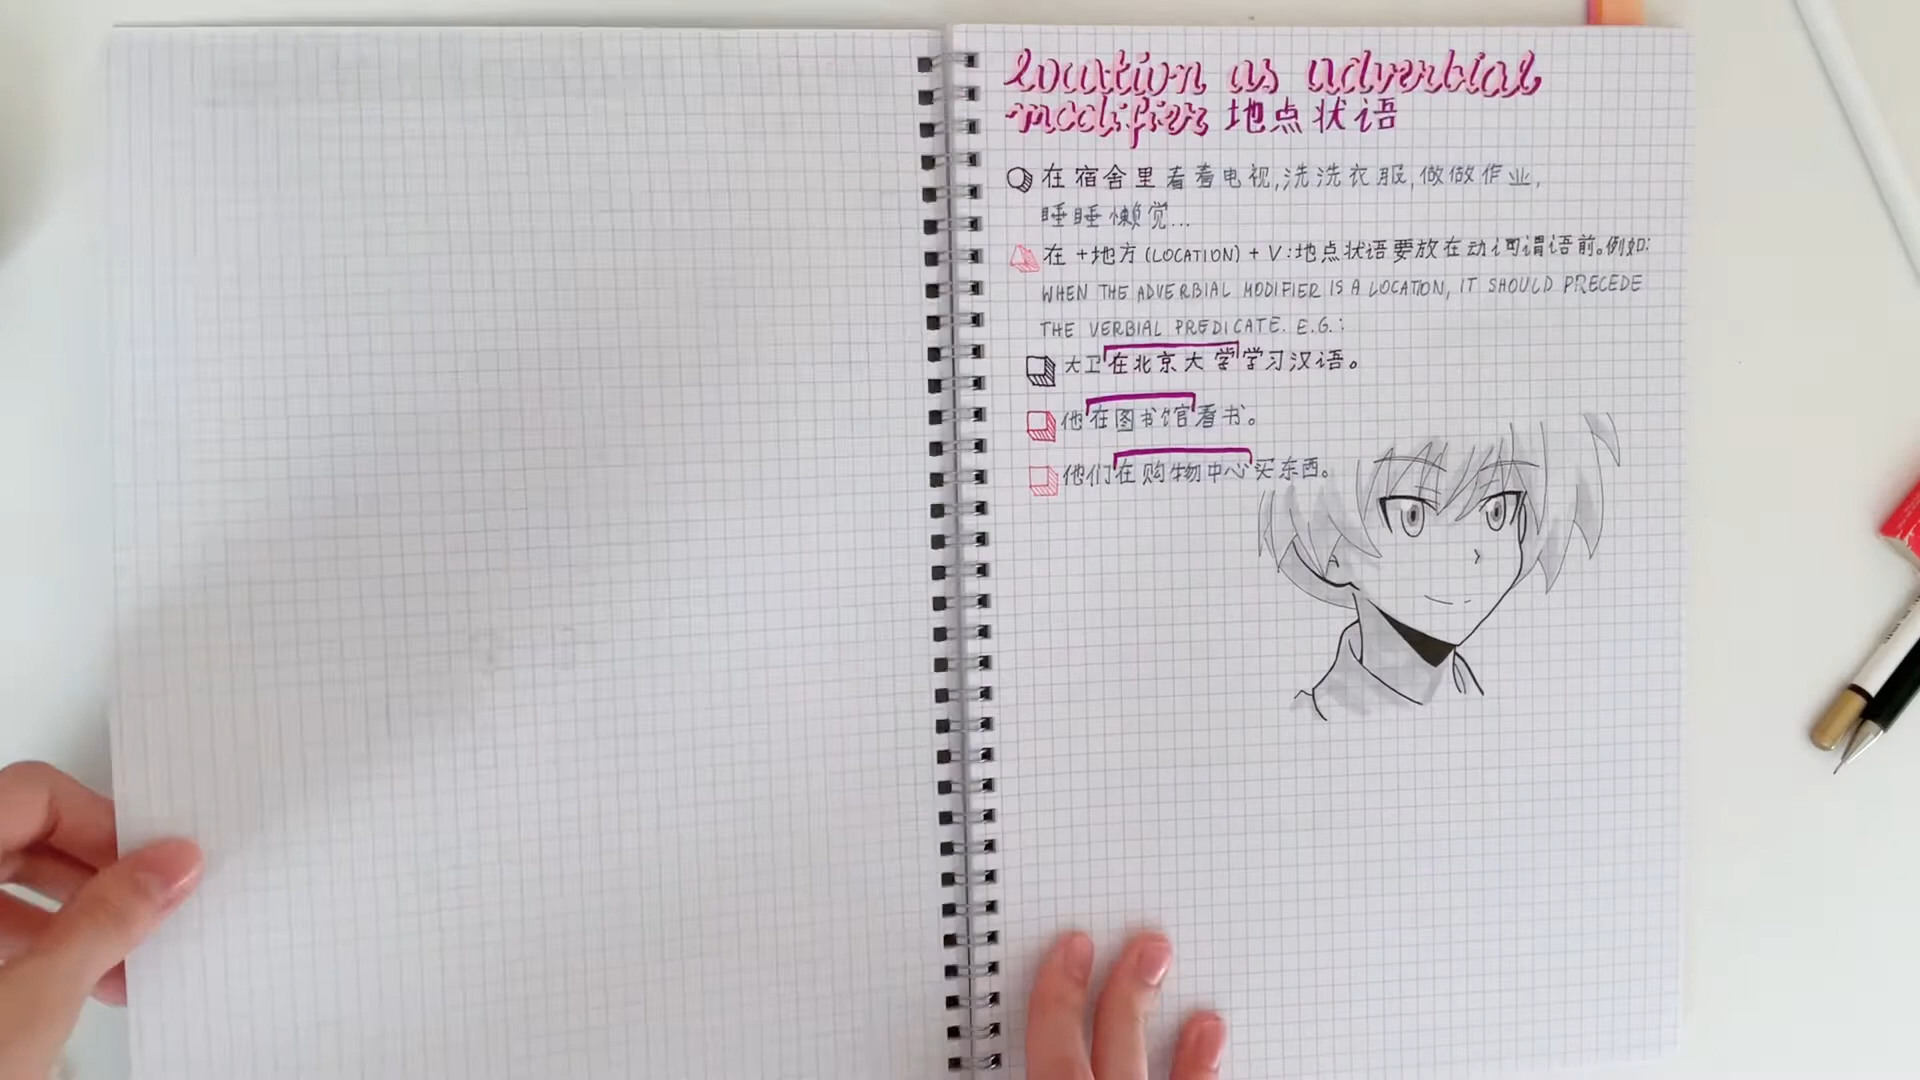 location as adverbial
modifier 地点状语
在宿舍里看看电视,洗洗衣服,做做作业,
睡睡懒觉...
在+地方(LOCATION)+V:地点状语要放在动词谓语前。例如:
WHEN THE ADVERBIAL MODIFIER IS A LOCATION, IT SHOULD PRECEDE
THE VERBIAL PREDICATE. E.G.:
大卫在北京大学学习汉语。
他在图书馆看书。
他们在购物中心买东西。